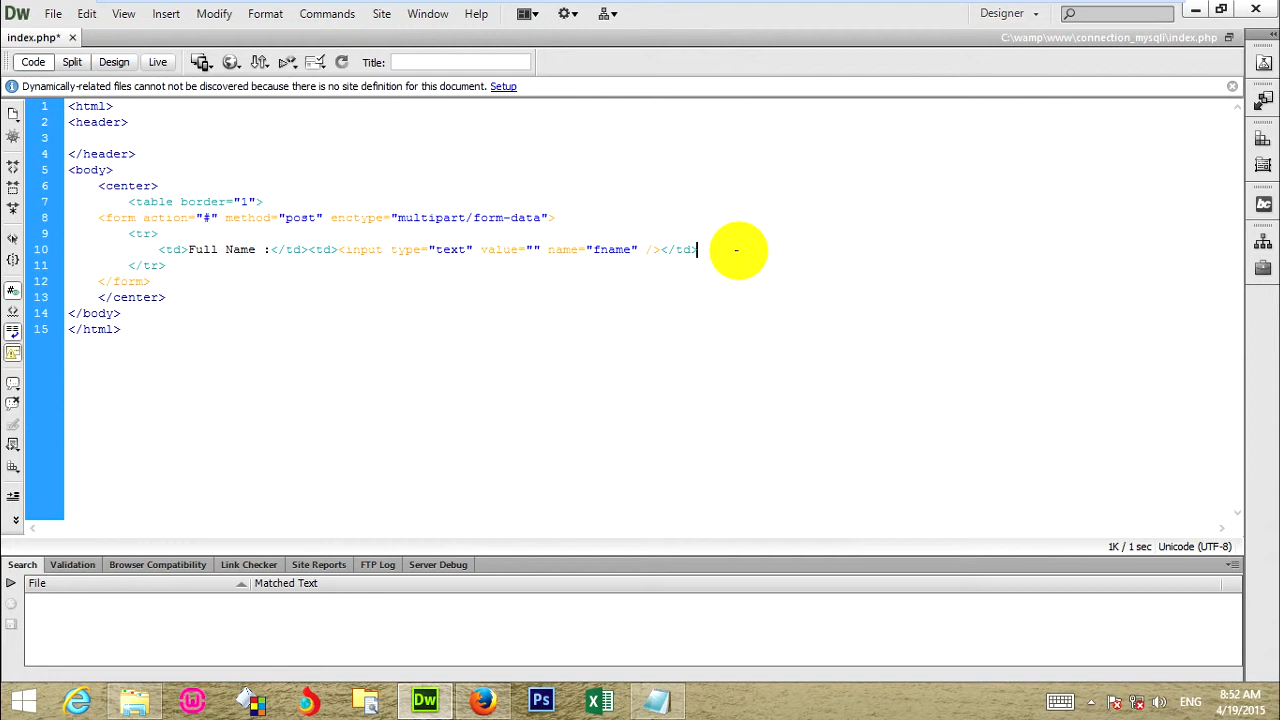 Dw File Edit View Insert Modify Format Commands Site Window Help Designer
index.php* × C:\wamp\www\connection_mysqli\index.php
Code Split Design Live Title:
Dynamically-related files cannot not be discovered because there is no site definition for this document. Setup
1 <html>
2 <header>
3
4 </header>
5 <body>
6 <center>
7 <table border="1">
8 <form action="#" method="post" enctype="multipart/form-data">
9 <tr>
10 <td>Full Name :</td><td><input type="text" value="" name="fname" /></td>
11 </tr>
12 </form>
13 </center>
14 </body>
15 </html>
1K / 1 sec Unicode (UTF-8)
Search Validation Browser Compatibility Link Checker Site Reports FTP Log Server Debug
File Matched Text
bc
Dw Ps ENG 8:52 AM
4/19/2015